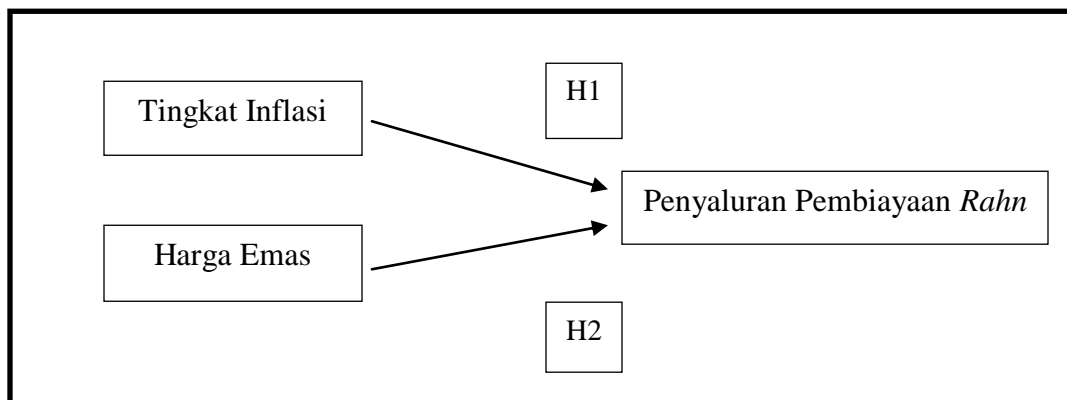 H1
Tingkat Inflasi
Penyaluran Pembiayaan Rahn
Harga Emas
H2